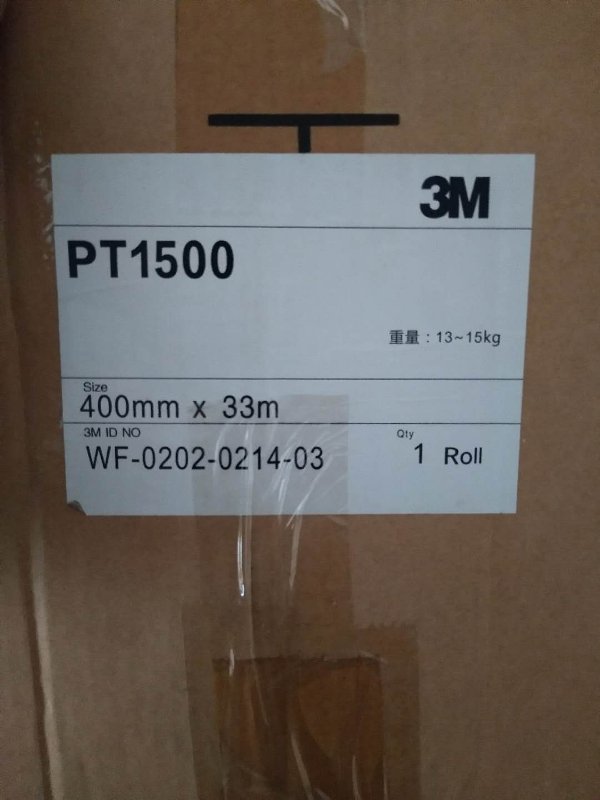 3M
PT1500
重量：13~15kg
Size
400mm x 33m
3M ID NO
WF-0202-0214-03
Qty
1 Roll